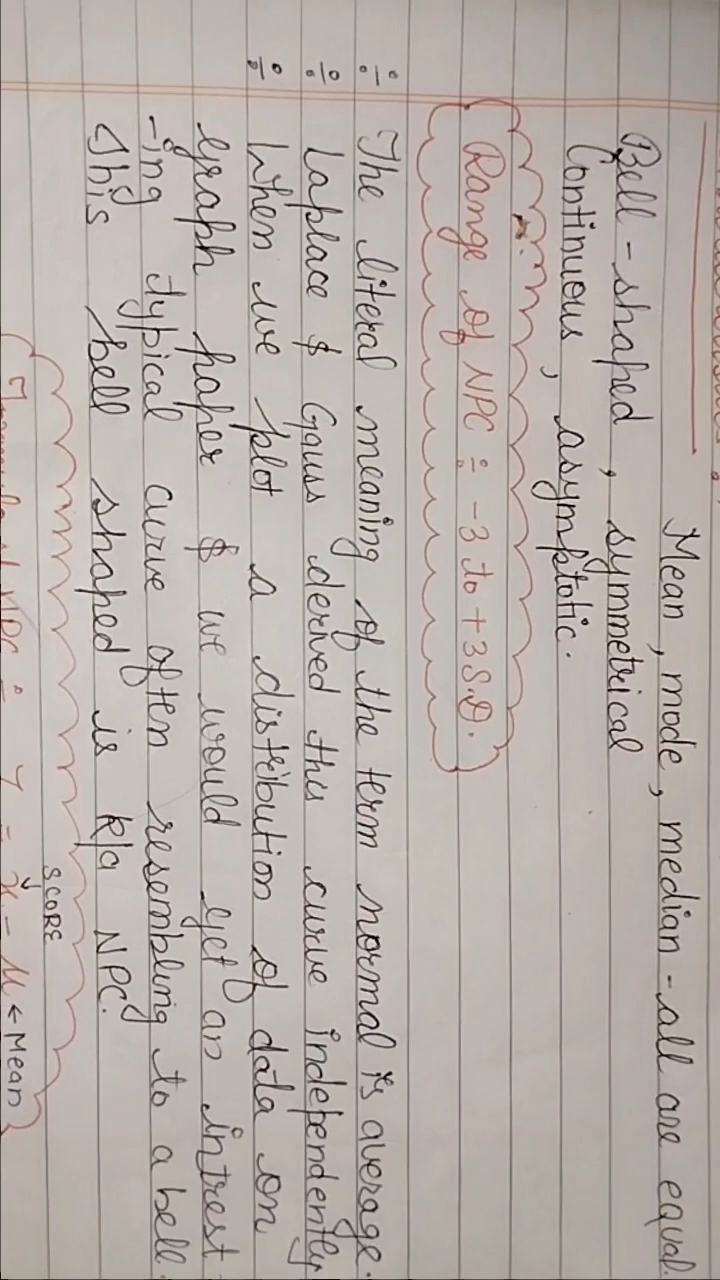 Mean, mode, median - all are equal.
Bell - shaped, symmetrical
Continuous, asymptotic.
Range of NPC ÷ -3 to +3 S.D.
÷ The literal meaning of the term normal is average.
÷ Laplace & Gauss derived this curve independently
÷ When we plot a distribution of data on
graph paper & we would get an intrest
-ing typical curve often resembling to a bell.
This bell shaped is k/a NPC.
SCORE
of NPC ÷ z = x - μ ← Mean